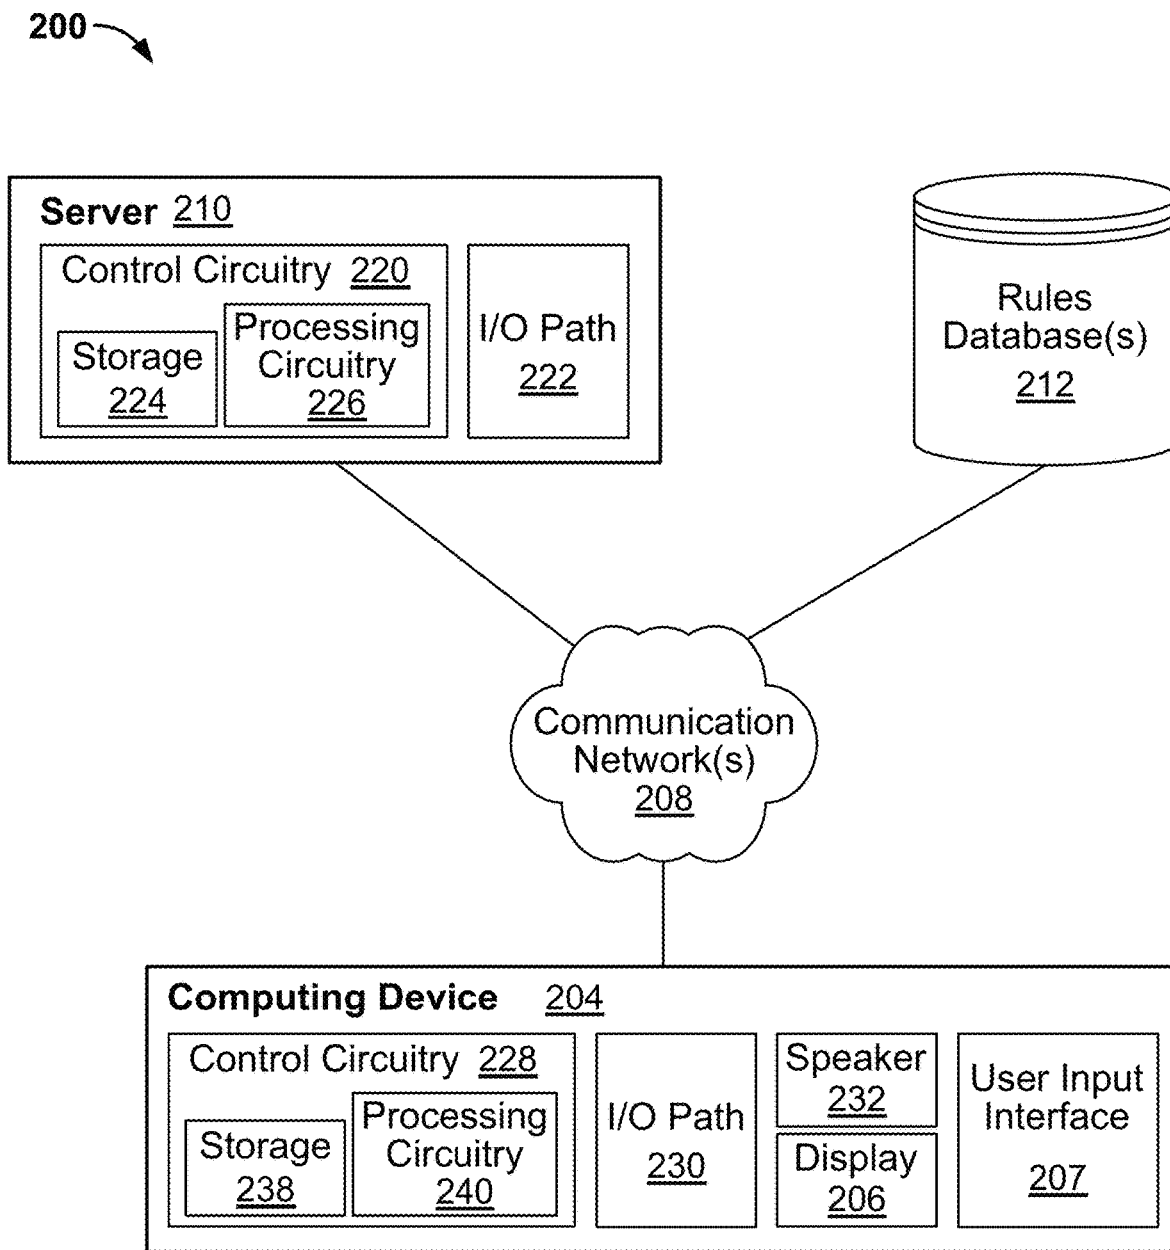 200
Server 210
Control Circuitry 220
Storage
224
Processing
Circuitry
226
I/O Path
222
Rules
Database(s)
212
Communication
Network(s)
208
Computing Device 204
Control Circuitry 228
Storage
238
Processing
Circuitry
240
I/O Path
230
Speaker
232
Display
206
User Input
Interface
207